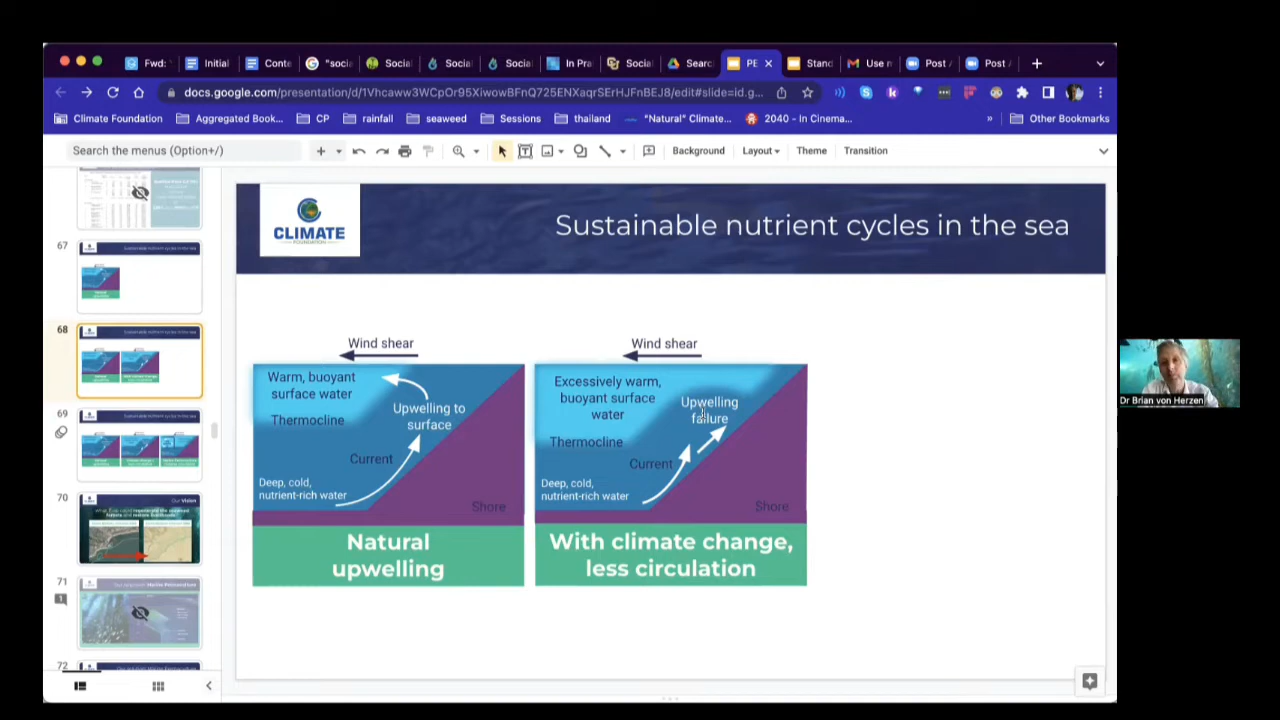 Fwd:
Initial
Conte
"socia
Social
Socia
Social
In Pra
Social
Searc
PE
Stand
Use n
Post /
Post /
docs.google.com/presentation/d/1Vhcaww3WCpOr95XiwowBFnQ725ENXaqrSErHJFnBEJ8/edit#slide=id.g...
Climate Foundation
Aggregated Book...
CP
rainfall
seaweed
Sessions
thailand
"Natural" Climate...
2040 - In Cinema...
»
Other Bookmarks
Search the menus (Option+/)
Background
Layout
Theme
Transition
67
68
69
70
71
1
72
CLIMATE
FOUNDATION
Sustainable nutrient cycles in the sea
Wind shear
Warm, buoyant
surface water
Thermocline
Upwelling to
surface
Current
Deep, cold,
nutrient-rich water
Shore
Natural
upwelling
Wind shear
Excessively warm,
buoyant surface
water
Upwelling
failure
Thermocline
Current
Deep, cold,
nutrient-rich water
Shore
With climate change,
less circulation
Dr Brian von Herzen